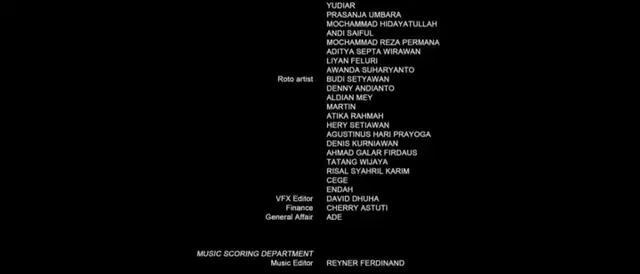 YUDIAR
PRASANJA UMBARA
MOCHAMMAD HIDAYATULLAH
ANDI SAIFUL
MOCHAMMAD REZA PERMANA
ADITYA SEPTA WIRAWAN
LIYAN FELURI
AWANDA SUHARYANTO
Roto artist BUDI SETYAWAN
DENNY ANDIANTO
ALDIAN MEY
MARTIN
ATIKA RAHMAH
HERY SETIAWAN
AGUSTINUS HARI PRAYOGA
DENIS KURNIAWAN
AHMAD GALAR FIRDAUS
TATANG WIJAYA
RISAL SYAHRIL KARIM
CEGE
ENDAH
VFX Editor DAVID DHUHA
Finance CHERRY ASTUTI
General Affair ADE
MUSIC SCORING DEPARTMENT
Music Editor REYNER FERDINAND